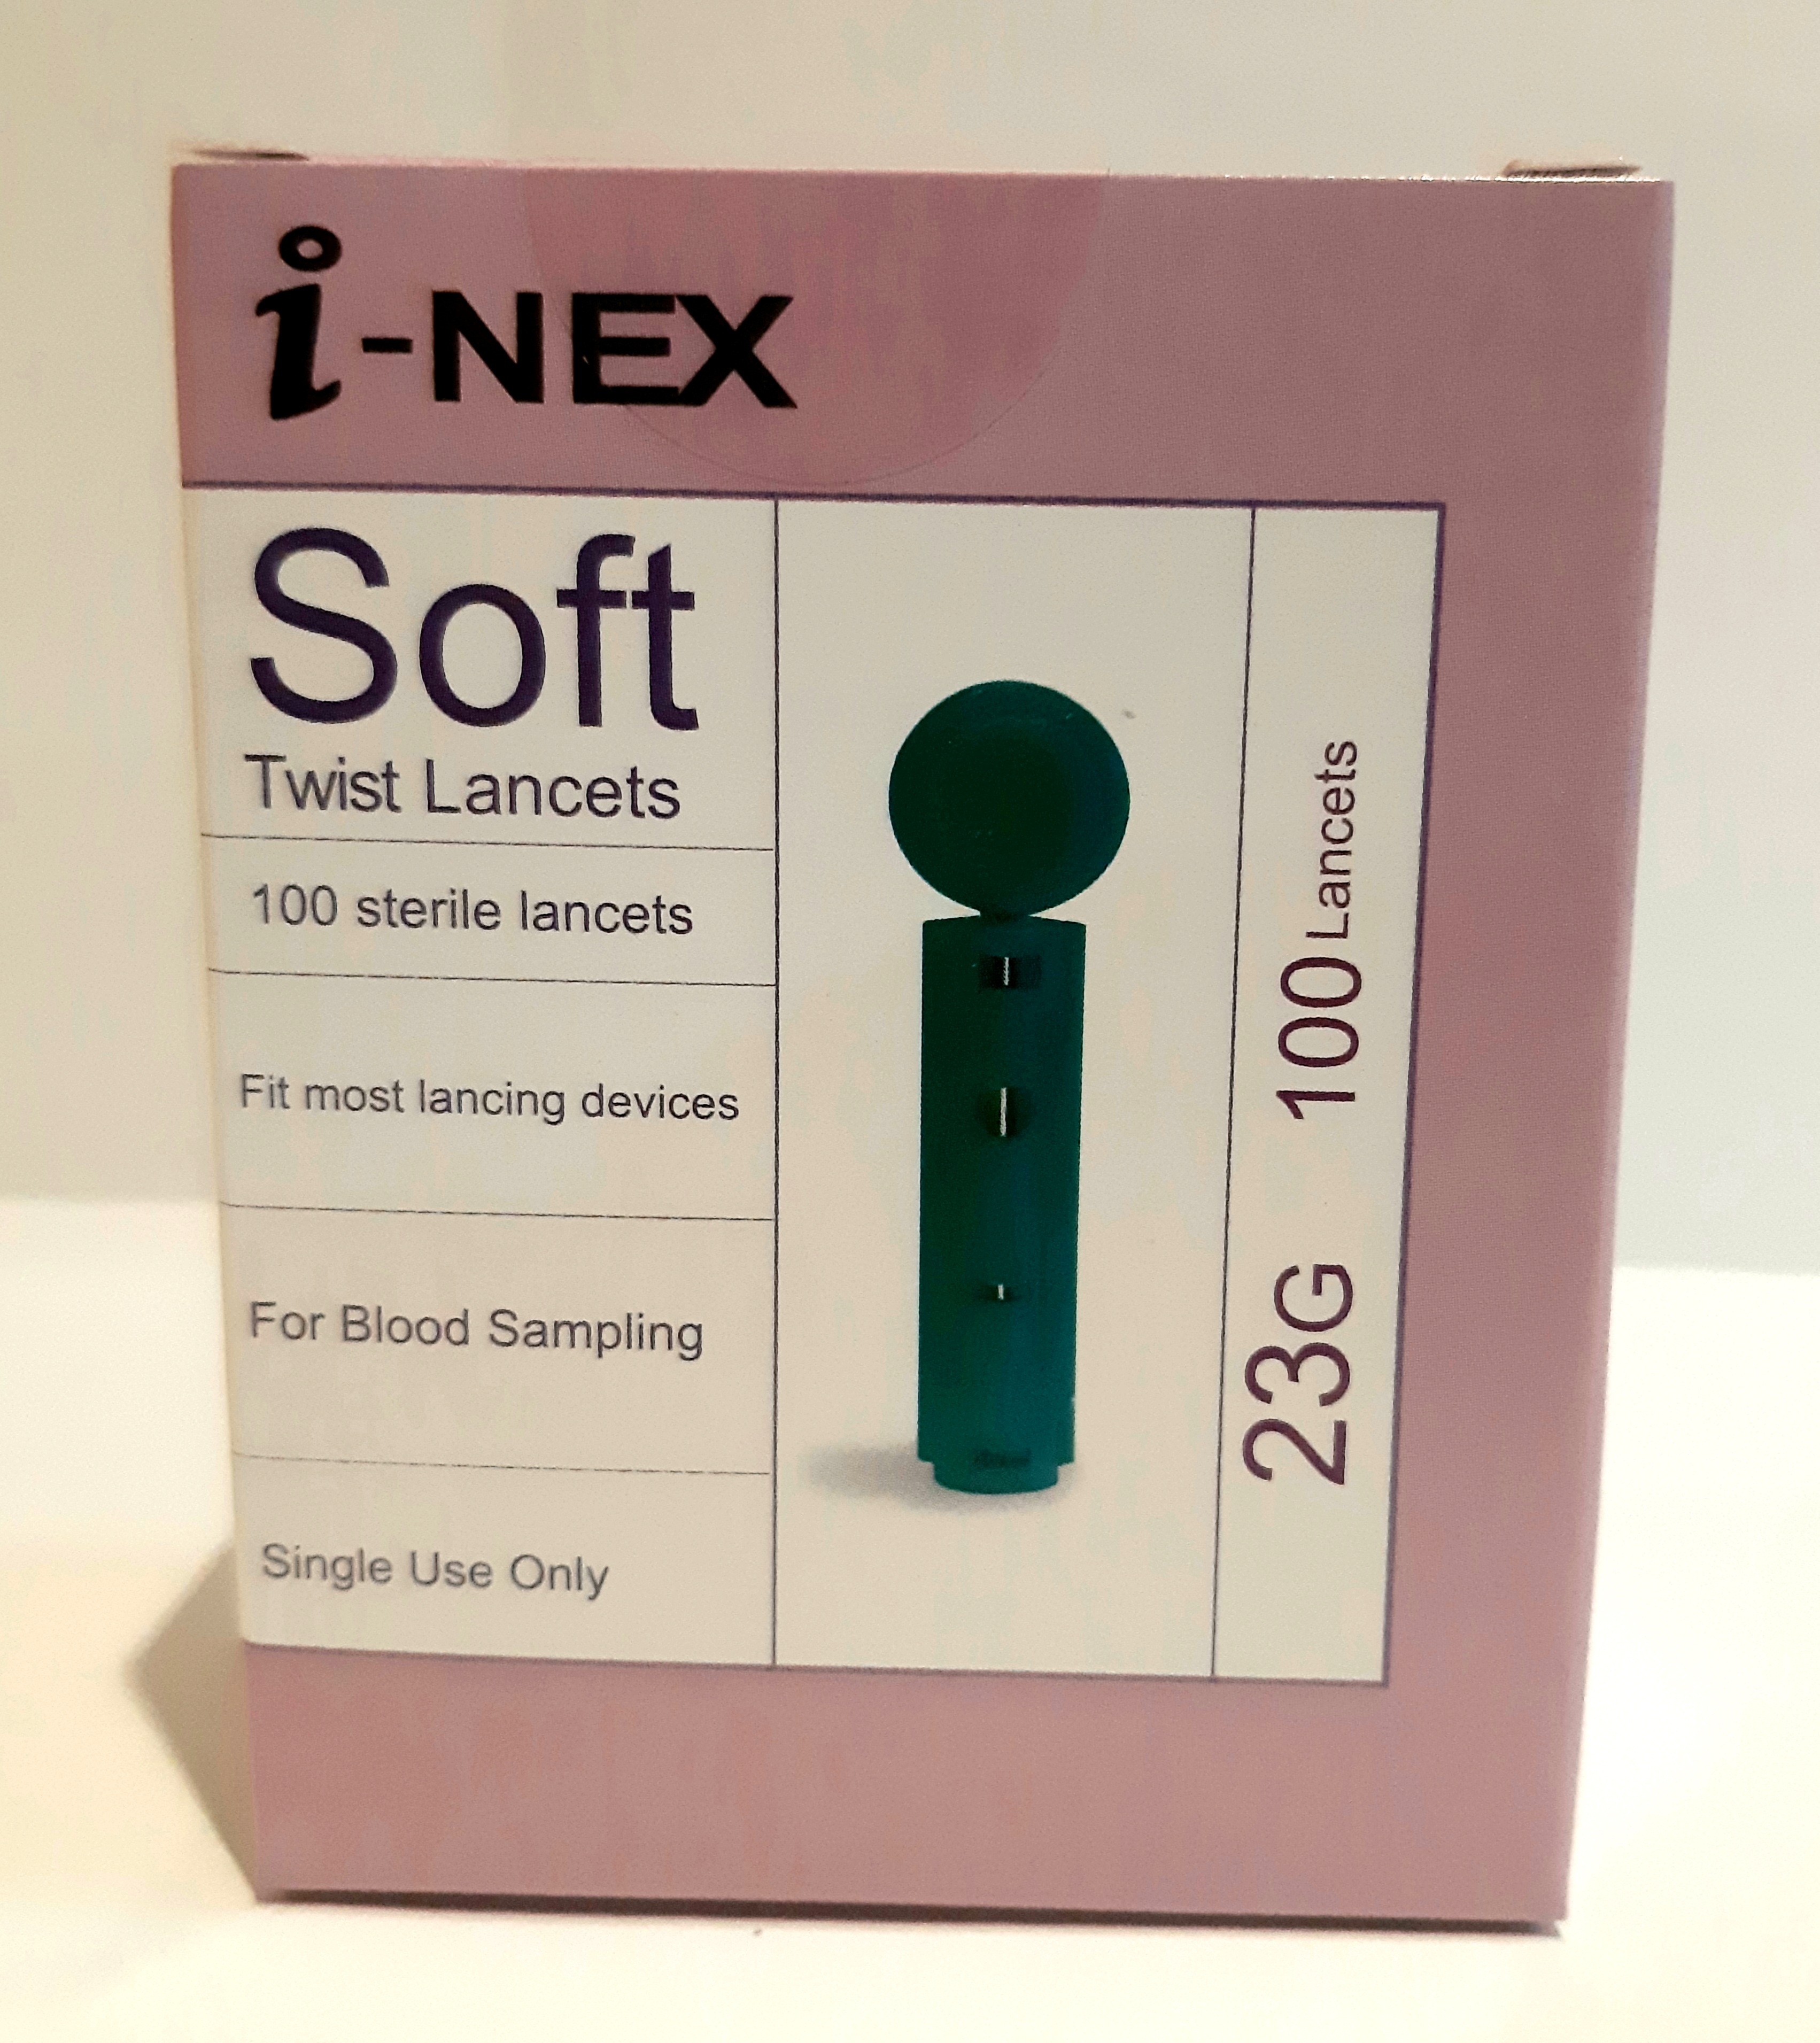 i-NEX
Soft
Twist Lancets
100 sterile lancets
Fit most lancing devices
For Blood Sampling
Single Use Only
23G 100 Lancets